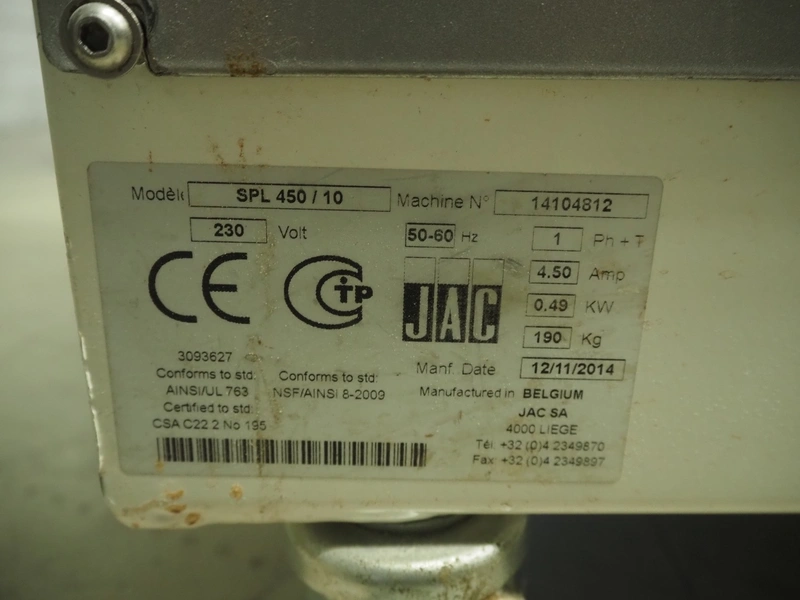 Modèle SPL 450 / 10 Machine N° 14104812
230 Volt 50-60 Hz 1 Ph + T
4.50 Amp
CE CTP JAC 0.49 KW
190 Kg
3093627
Conforms to std:
AINSI/UL 763
Certified to std:
CSA C22 2 No 195
Conforms to std:
NSF/AINSI 8-2009
Manf. Date 12/11/2014
Manufactured in BELGIUM
JAC SA
4000 LIEGE
Tél +32 (0)4 2349870
Fax +32 (0)4 2349897